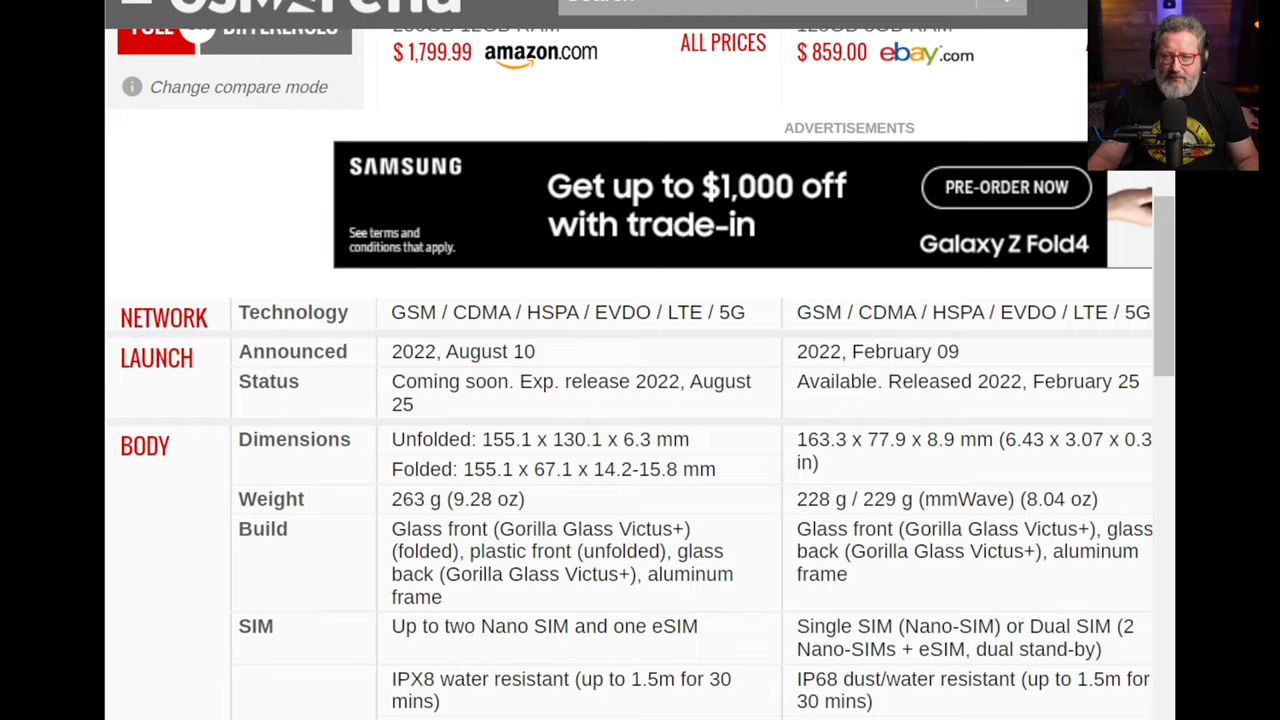 GSMArena
FULL DIFFERENCES
$ 1,799.99 amazon.com ALL PRICES $ 859.00 ebay.com
Change compare mode
ADVERTISEMENTS
SAMSUNG
Get up to $1,000 off
with trade-in
PRE-ORDER NOW
See terms and
conditions that apply.
Galaxy Z Fold4
NETWORK Technology GSM / CDMA / HSPA / EVDO / LTE / 5G GSM / CDMA / HSPA / EVDO / LTE / 5G
LAUNCH Announced 2022, August 10 2022, February 09
Status Coming soon. Exp. release 2022, August Available. Released 2022, February 25
25
BODY Dimensions Unfolded: 155.1 x 130.1 x 6.3 mm 163.3 x 77.9 x 8.9 mm (6.43 x 3.07 x 0.3
in)
Folded: 155.1 x 67.1 x 14.2-15.8 mm
Weight 263 g (9.28 oz) 228 g / 229 g (mmWave) (8.04 oz)
Build Glass front (Gorilla Glass Victus+) Glass front (Gorilla Glass Victus+), glass
(folded), plastic front (unfolded), glass back (Gorilla Glass Victus+), aluminum
back (Gorilla Glass Victus+), aluminum frame
frame
SIM Up to two Nano SIM and one eSIM Single SIM (Nano-SIM) or Dual SIM (2
Nano-SIMs + eSIM, dual stand-by)
IPX8 water resistant (up to 1.5m for 30 IP68 dust/water resistant (up to 1.5m for
mins) 30 mins)